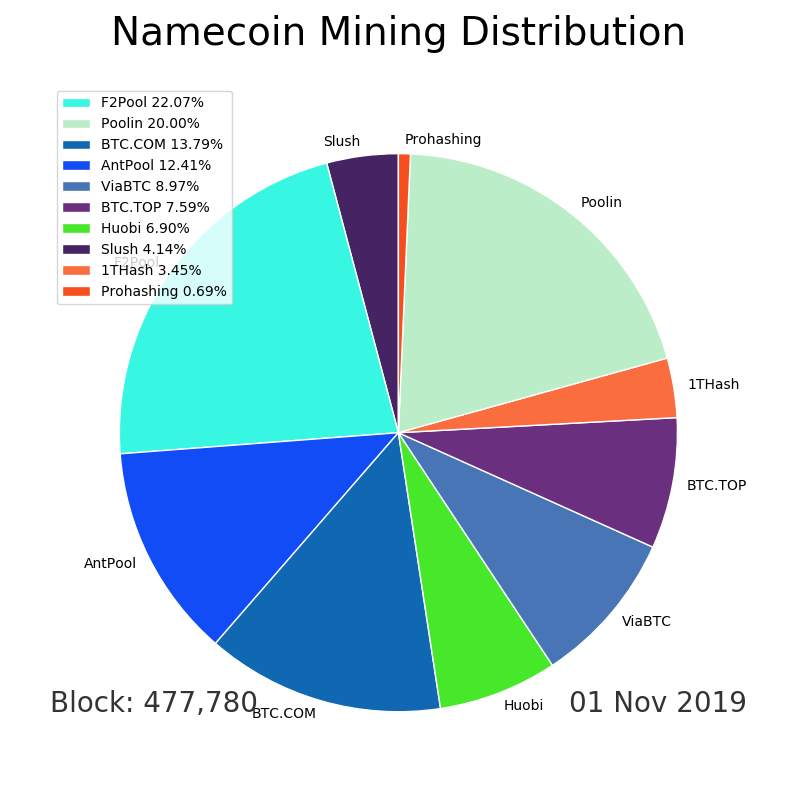 Namecoin Mining Distribution
F2Pool 22.07%
Poolin 20.00%
BTC.COM 13.79%
AntPool 12.41%
ViaBTC 8.97%
BTC.TOP 7.59%
Huobi 6.90%
Slush 4.14%
1THash 3.45%
Prohashing 0.69%
Slush
Prohashing
Poolin
F2Pool
1THash
BTC.TOP
AntPool
ViaBTC
Huobi
BTC.COM
Block: 477,780
01 Nov 2019